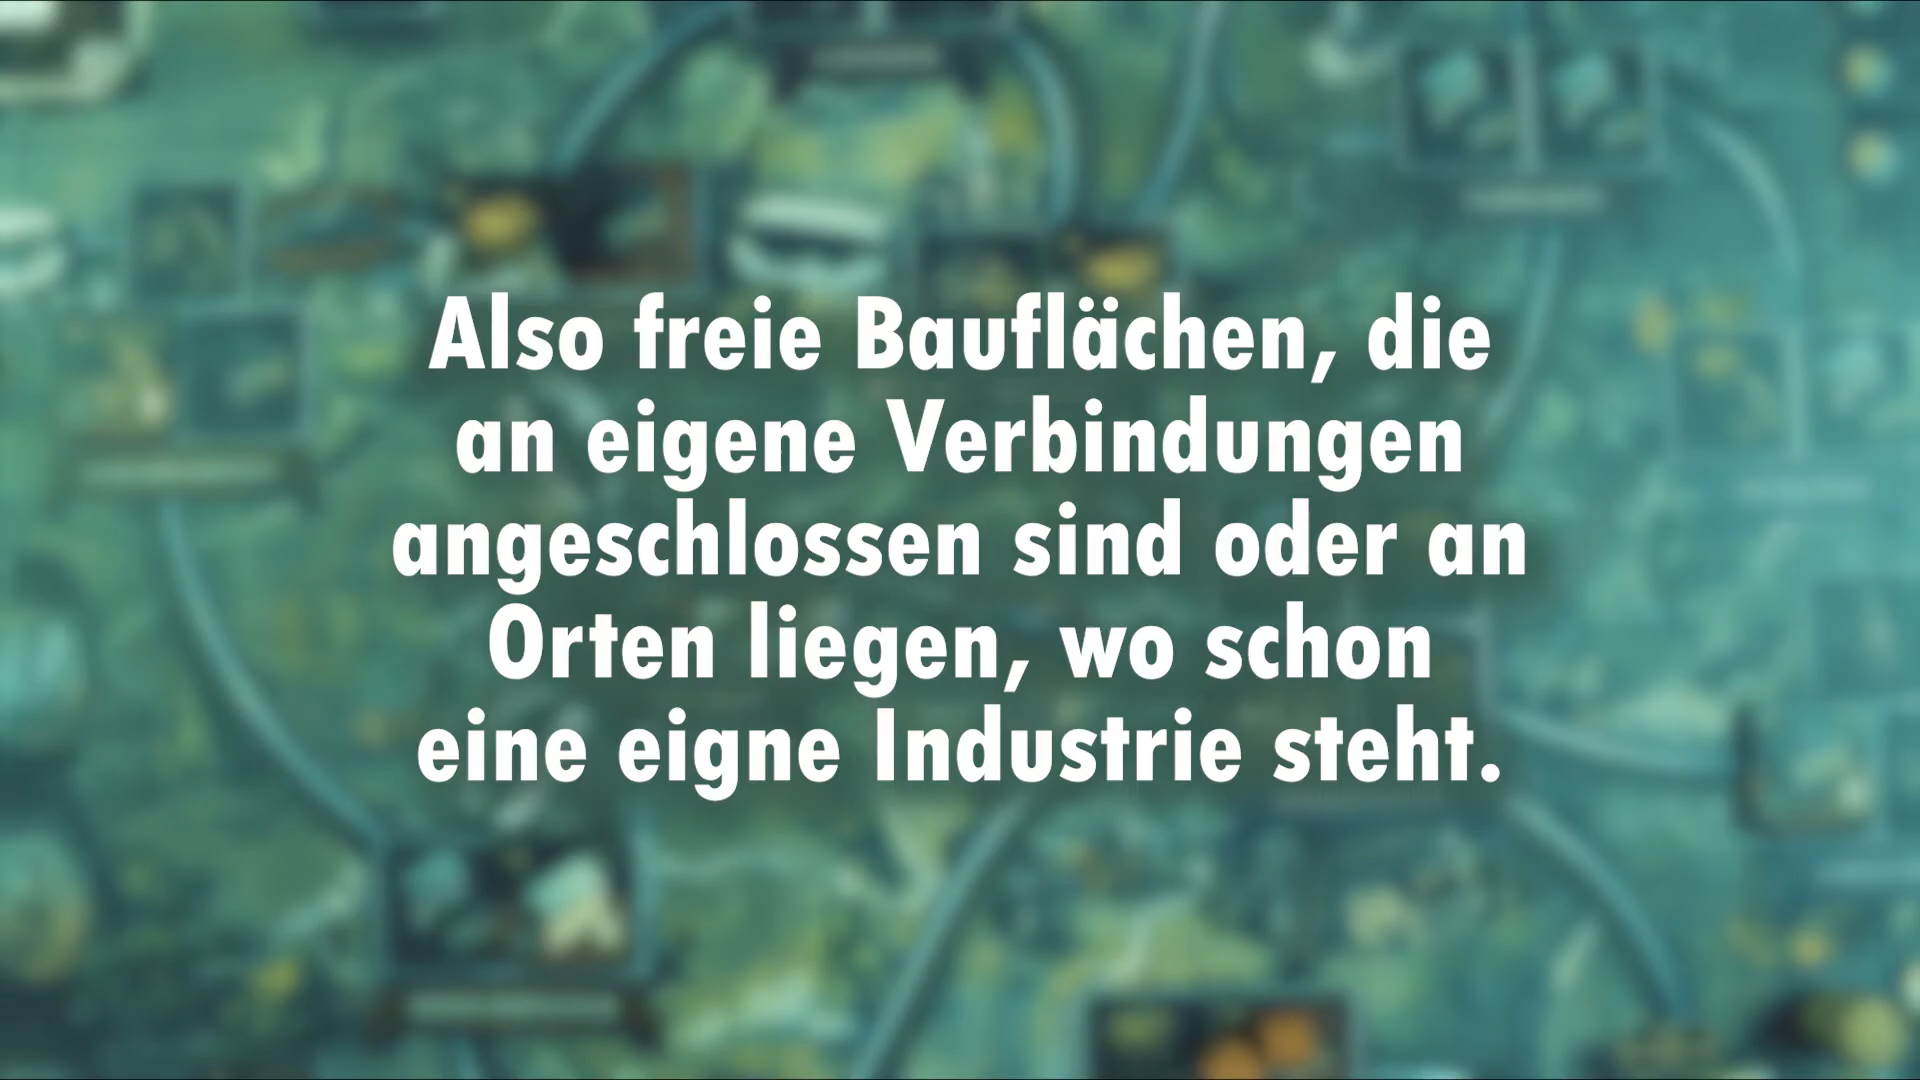 Also freie Bauflächen, die
an eigene Verbindungen
angeschlossen sind oder an
Orten liegen, wo schon
eine eigne Industrie steht.